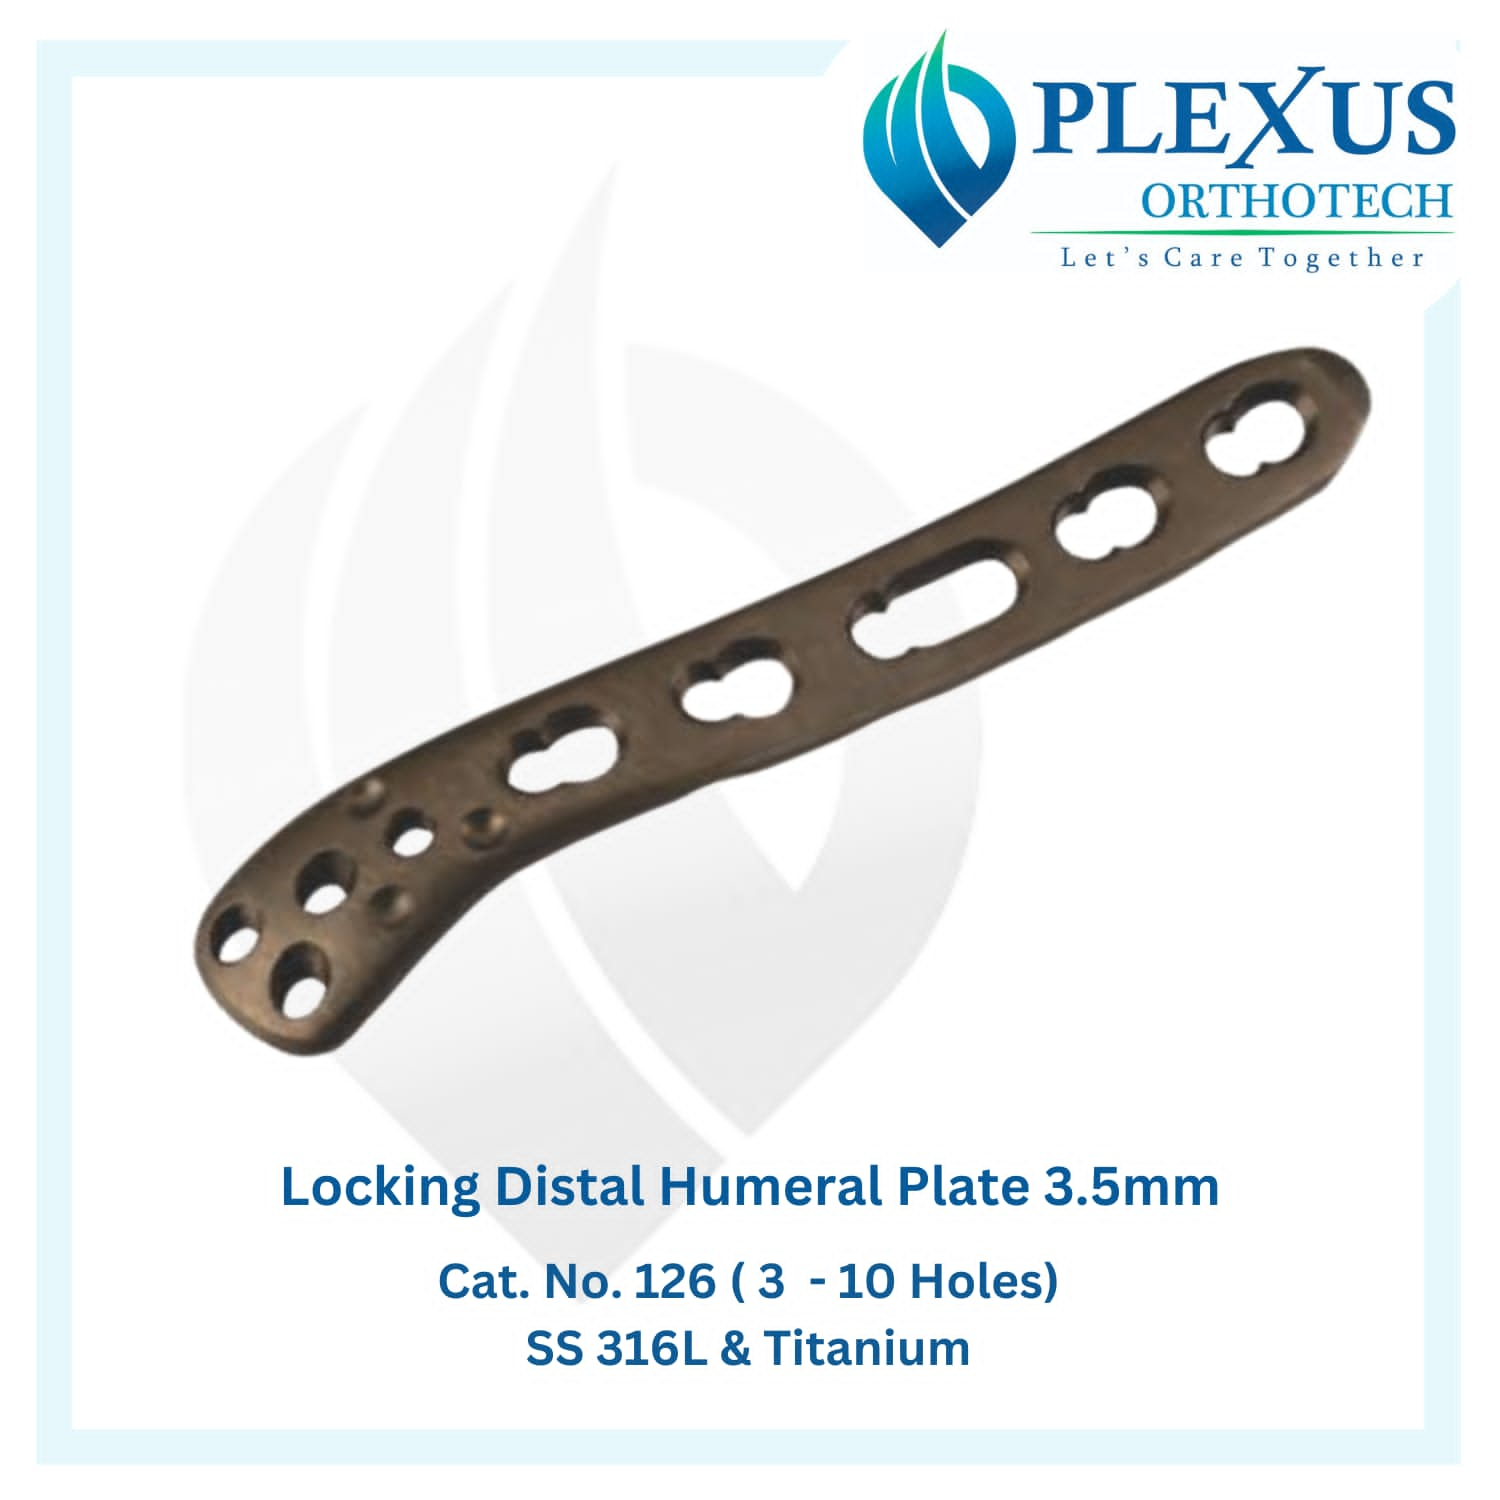 PLEXUS
ORTHOTECH
Let's Care Together
Locking Distal Humeral Plate 3.5mm
Cat. No. 126 ( 3 - 10 Holes)
SS 316L & Titanium